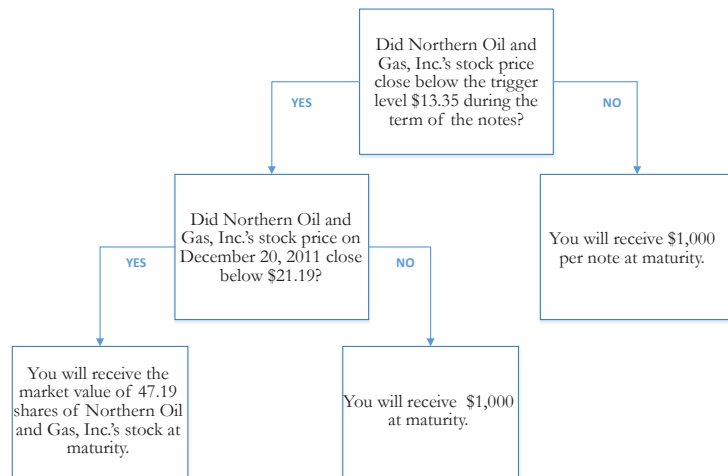 Did Northern Oil and
Gas, Inc.'s stock price
close below the trigger
level $13.35 during the
term of the notes?
YES
NO
Did Northern Oil and
Gas, Inc.'s stock price on
December 20, 2011 close
below $21.19?
You will receive $1,000
per note at maturity.
YES
NO
You will receive the
market value of 47.19
shares of Northern Oil
and Gas, Inc.'s stock at
maturity.
You will receive $1,000
at maturity.